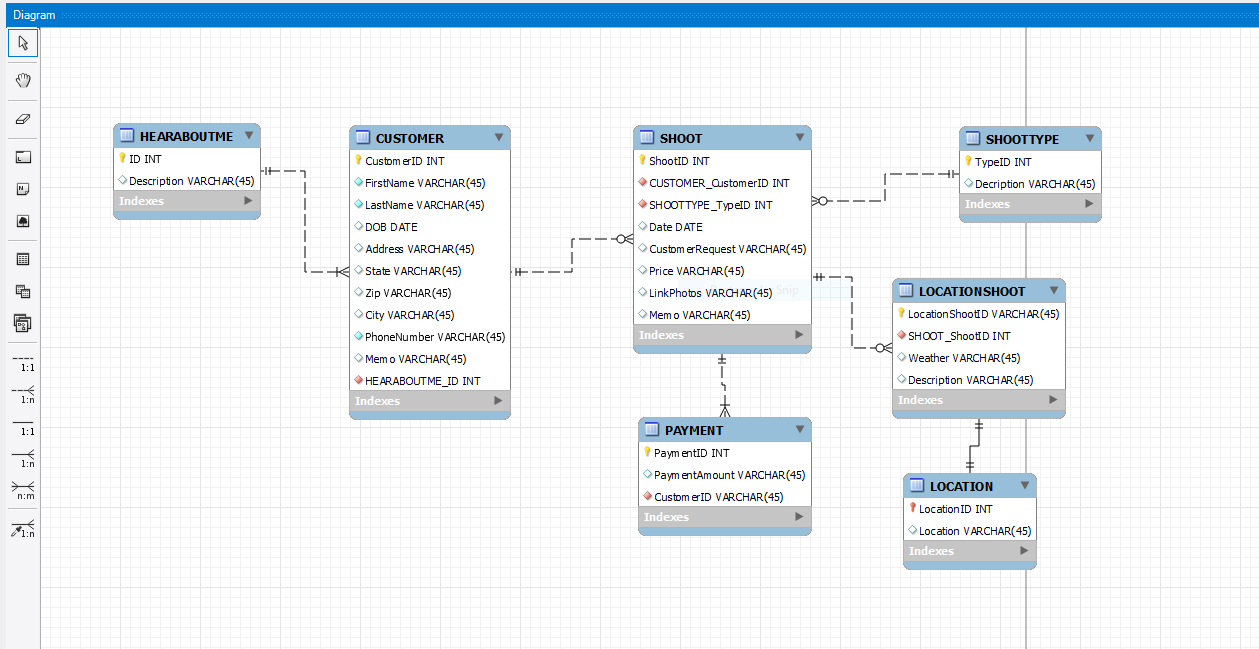 Diagram
HEARABOUTME
ID INT
Description VARCHAR(45)
Indexes
CUSTOMER
CustomerID INT
FirstName VARCHAR(45)
LastName VARCHAR(45)
DOB DATE
Address VARCHAR(45)
State VARCHAR(45)
Zip VARCHAR(45)
City VARCHAR(45)
PhoneNumber VARCHAR(45)
Memo VARCHAR(45)
HEARABOUTME_ID INT
Indexes
SHOOT
ShootID INT
CUSTOMER_CustomerID INT
SHOOTTYPE_TypeID INT
Date DATE
CustomerRequest VARCHAR(45)
Price VARCHAR(45)
LinkPhotos VARCHAR(45)
Memo VARCHAR(45)
Indexes
SHOOTTYPE
TypeID INT
Decription VARCHAR(45)
Indexes
LOCATIONSHOOT
LocationShootID VARCHAR(45)
SHOOT_ShootID INT
Weather VARCHAR(45)
Description VARCHAR(45)
Indexes
PAYMENT
PaymentID INT
PaymentAmount VARCHAR(45)
CustomerID VARCHAR(45)
Indexes
LOCATION
LocationID INT
Location VARCHAR(45)
Indexes
1:1
1:n
1:1
1:n
n:m
1:n